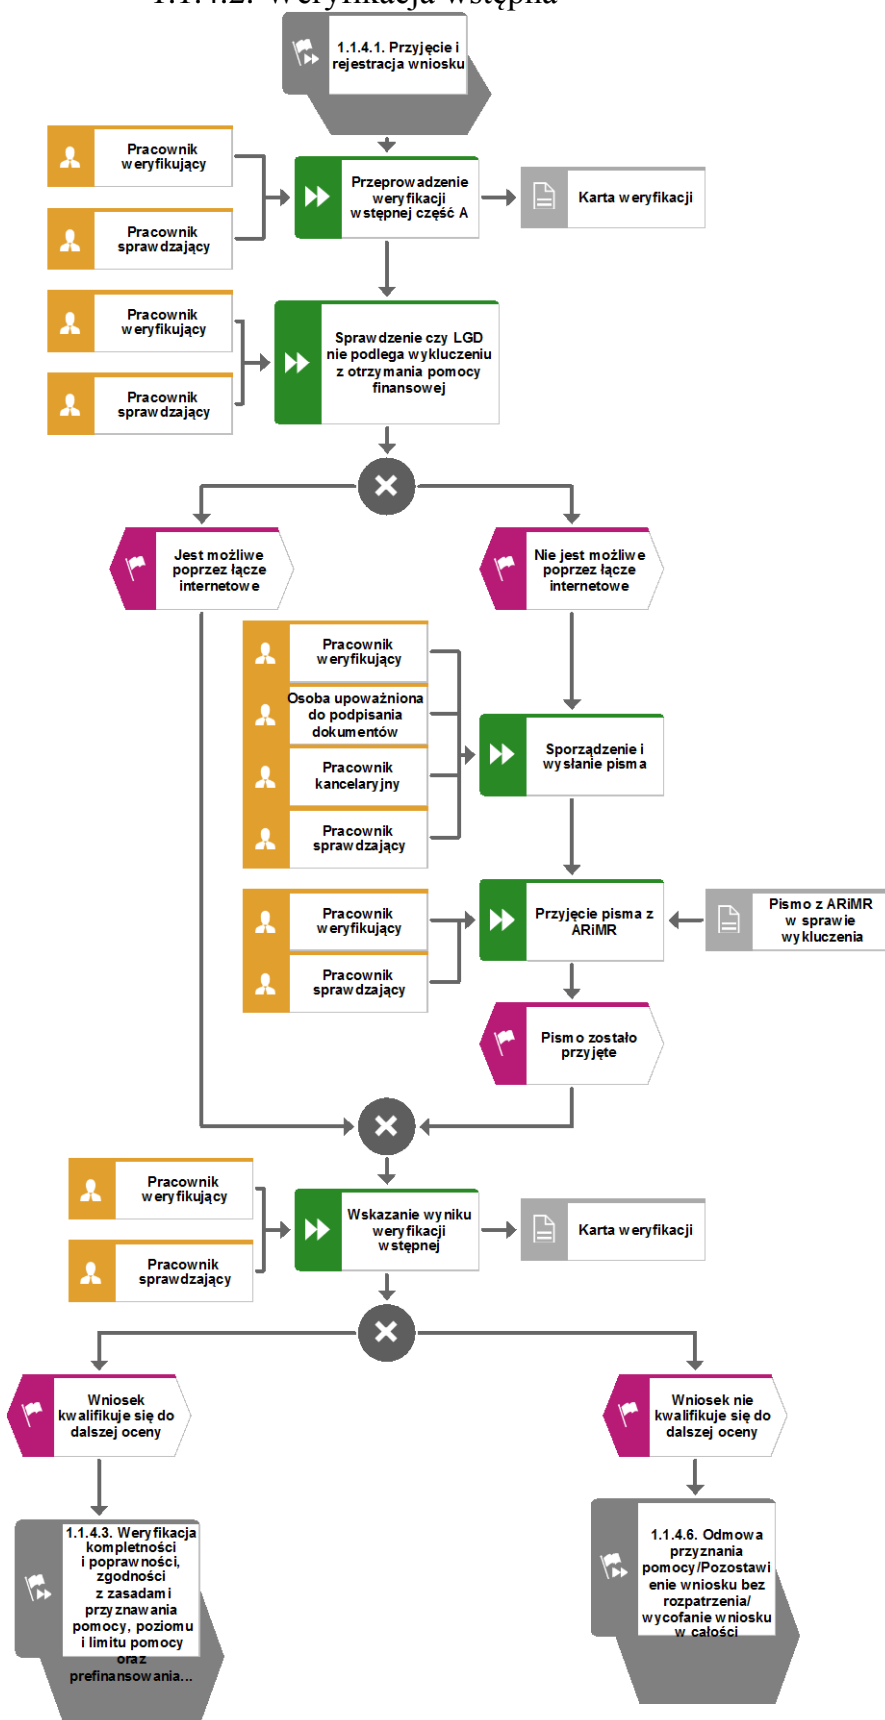 1.1.4.2. Weryfikacja wstępna
1.1.4.1. Przyjęcie i
rejestracja wniosku
Pracownik
weryfikujący
Przeprowadzenie
weryfikacji
wstępnej część A
Karta weryfikacji
Pracownik
sprawdzający
Pracownik
weryfikujący
Sprawdzenie czy LGD
nie podlega wykluczeniu
z otrzymania pomocy
finansowej
Pracownik
sprawdzający
Jest możliwe
poprzez łącze
internetowe
Nie jest możliwe
poprzez łącze
internetowe
Pracownik
weryfikujący
Osoba upoważniona
do podpisania
dokumentów
Sporządzenie i
wysłanie pisma
Pracownik
kancelaryjny
Pracownik
sprawdzający
Pracownik
weryfikujący
Przyjęcie pisma z
ARiMR
Pismo z ARiMR
w sprawie
wykluczenia
Pracownik
sprawdzający
Pismo zostało
przyjęte
Pracownik
weryfikujący
Wskazanie wyniku
weryfikacji
wstępnej
Karta weryfikacji
Pracownik
sprawdzający
Wniosek
kwalifikuje się do
dalszej oceny
Wniosek nie
kwalifikuje się do
dalszej oceny
1.1.4.3. Weryfikacja
kompletności
i poprawności,
zgodności
z zasadami
przyznawania
pomocy, poziomu
i limitu pomocy
oraz
prefinansowania...
1.1.4.6. Odmowa
przyznania
pomocy/Pozostawi
enie wniosku bez
rozpatrzenia/
wycofanie wniosku
w całości